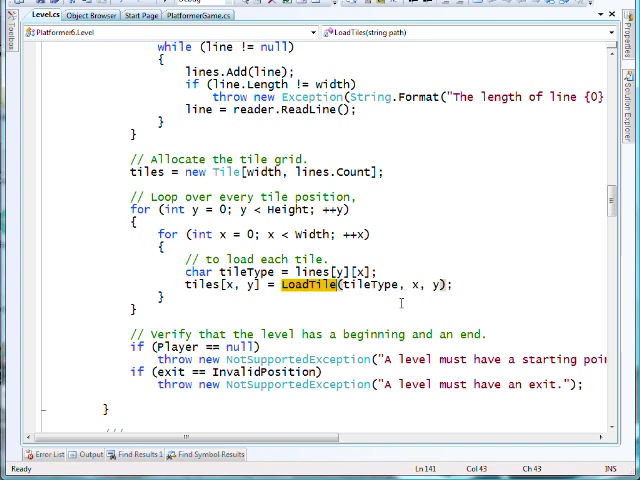 Debug
Level.cs Object Browser Start Page PlatformerGame.cs
Platformer6.Level LoadTiles(string path)
while (line != null)
{
lines.Add(line);
if (line.Length != width)
throw new Exception(String.Format("The length of line {0}
line = reader.ReadLine();
}
}
// Allocate the tile grid.
tiles = new Tile[width, lines.Count];
// Loop over every tile position,
for (int y = 0; y < Height; ++y)
{
for (int x = 0; x < Width; ++x)
{
// to load each tile.
char tileType = lines[y][x];
tiles[x, y] = LoadTile(tileType, x, y);
}
}
// Verify that the level has a beginning and an end.
if (Player == null)
throw new NotSupportedException("A level must have a starting poin
if (exit == InvalidPosition)
throw new NotSupportedException("A level must have an exit.");
}
///
Toolbox
Properties
Solution Explorer
Error List Output Find Results 1 Find Symbol Results
Ready Ln 141 Col 43 Ch 43 INS